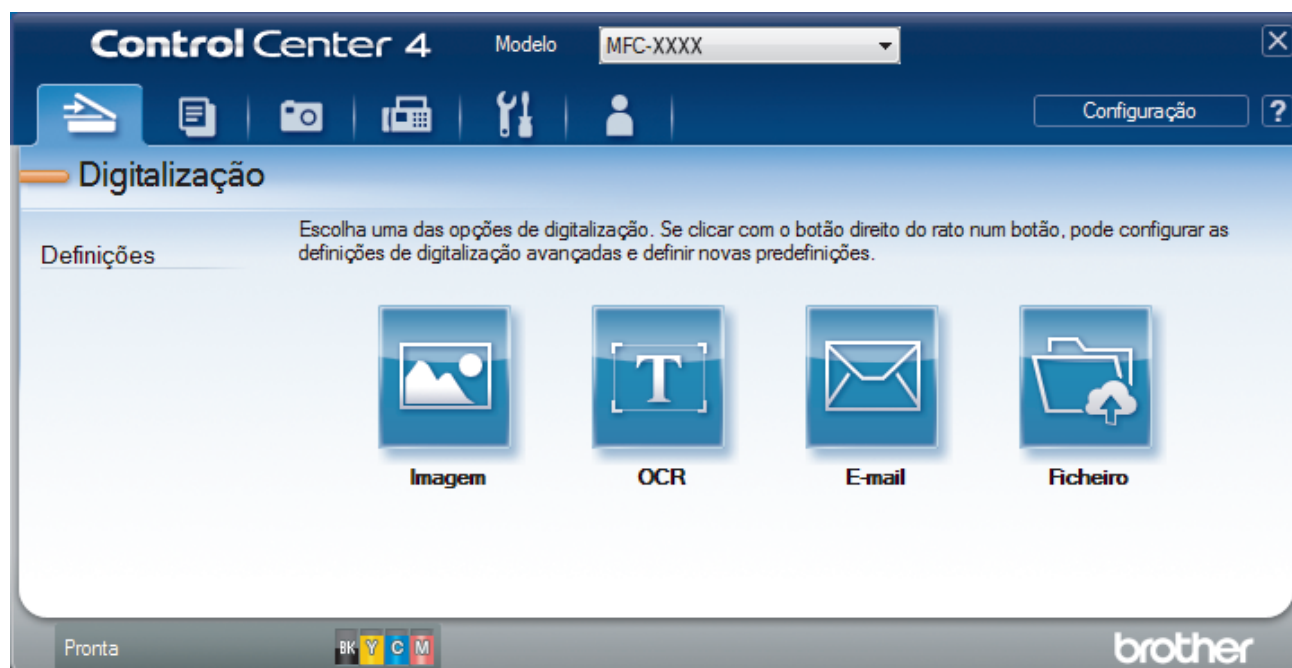 Control Center 4 Modelo MFC-XXXX
Configuração ?
Digitalização
Escolha uma das opções de digitalização. Se clicar com o botão direito do rato num botão, pode configurar as
definições de digitalização avançadas e definir novas predefinições.
Definições
T
Imagem OCR E-mail Ficheiro
Pronta BK Y C M brother